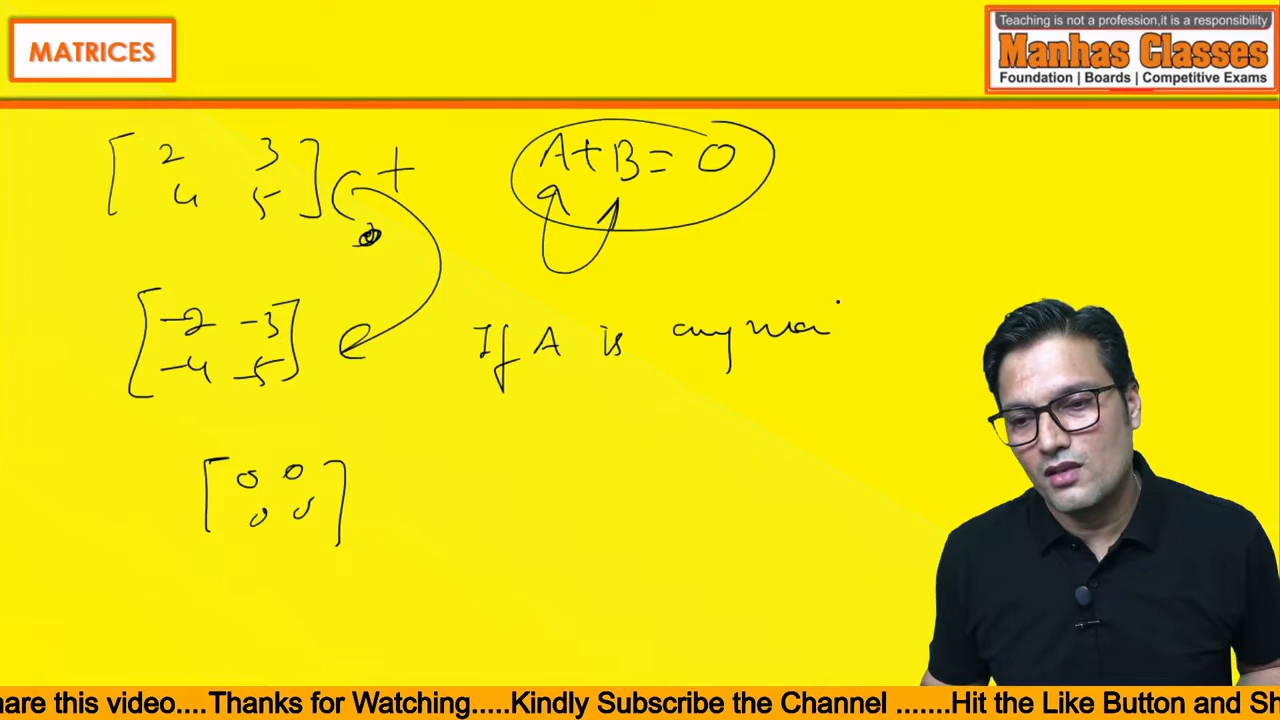 MATRICES
Teaching is not a profession,it is a responsibility
Manhas Classes
Foundation | Boards | Competitive Exams
[2 3
4 5] +
A+B=0
[-2 -3
-4 -5]
If A is any
[0 0
0 0]
are this video....Thanks for Watching.....Kindly Subscribe the Channel .......Hit the Like Button and Sh